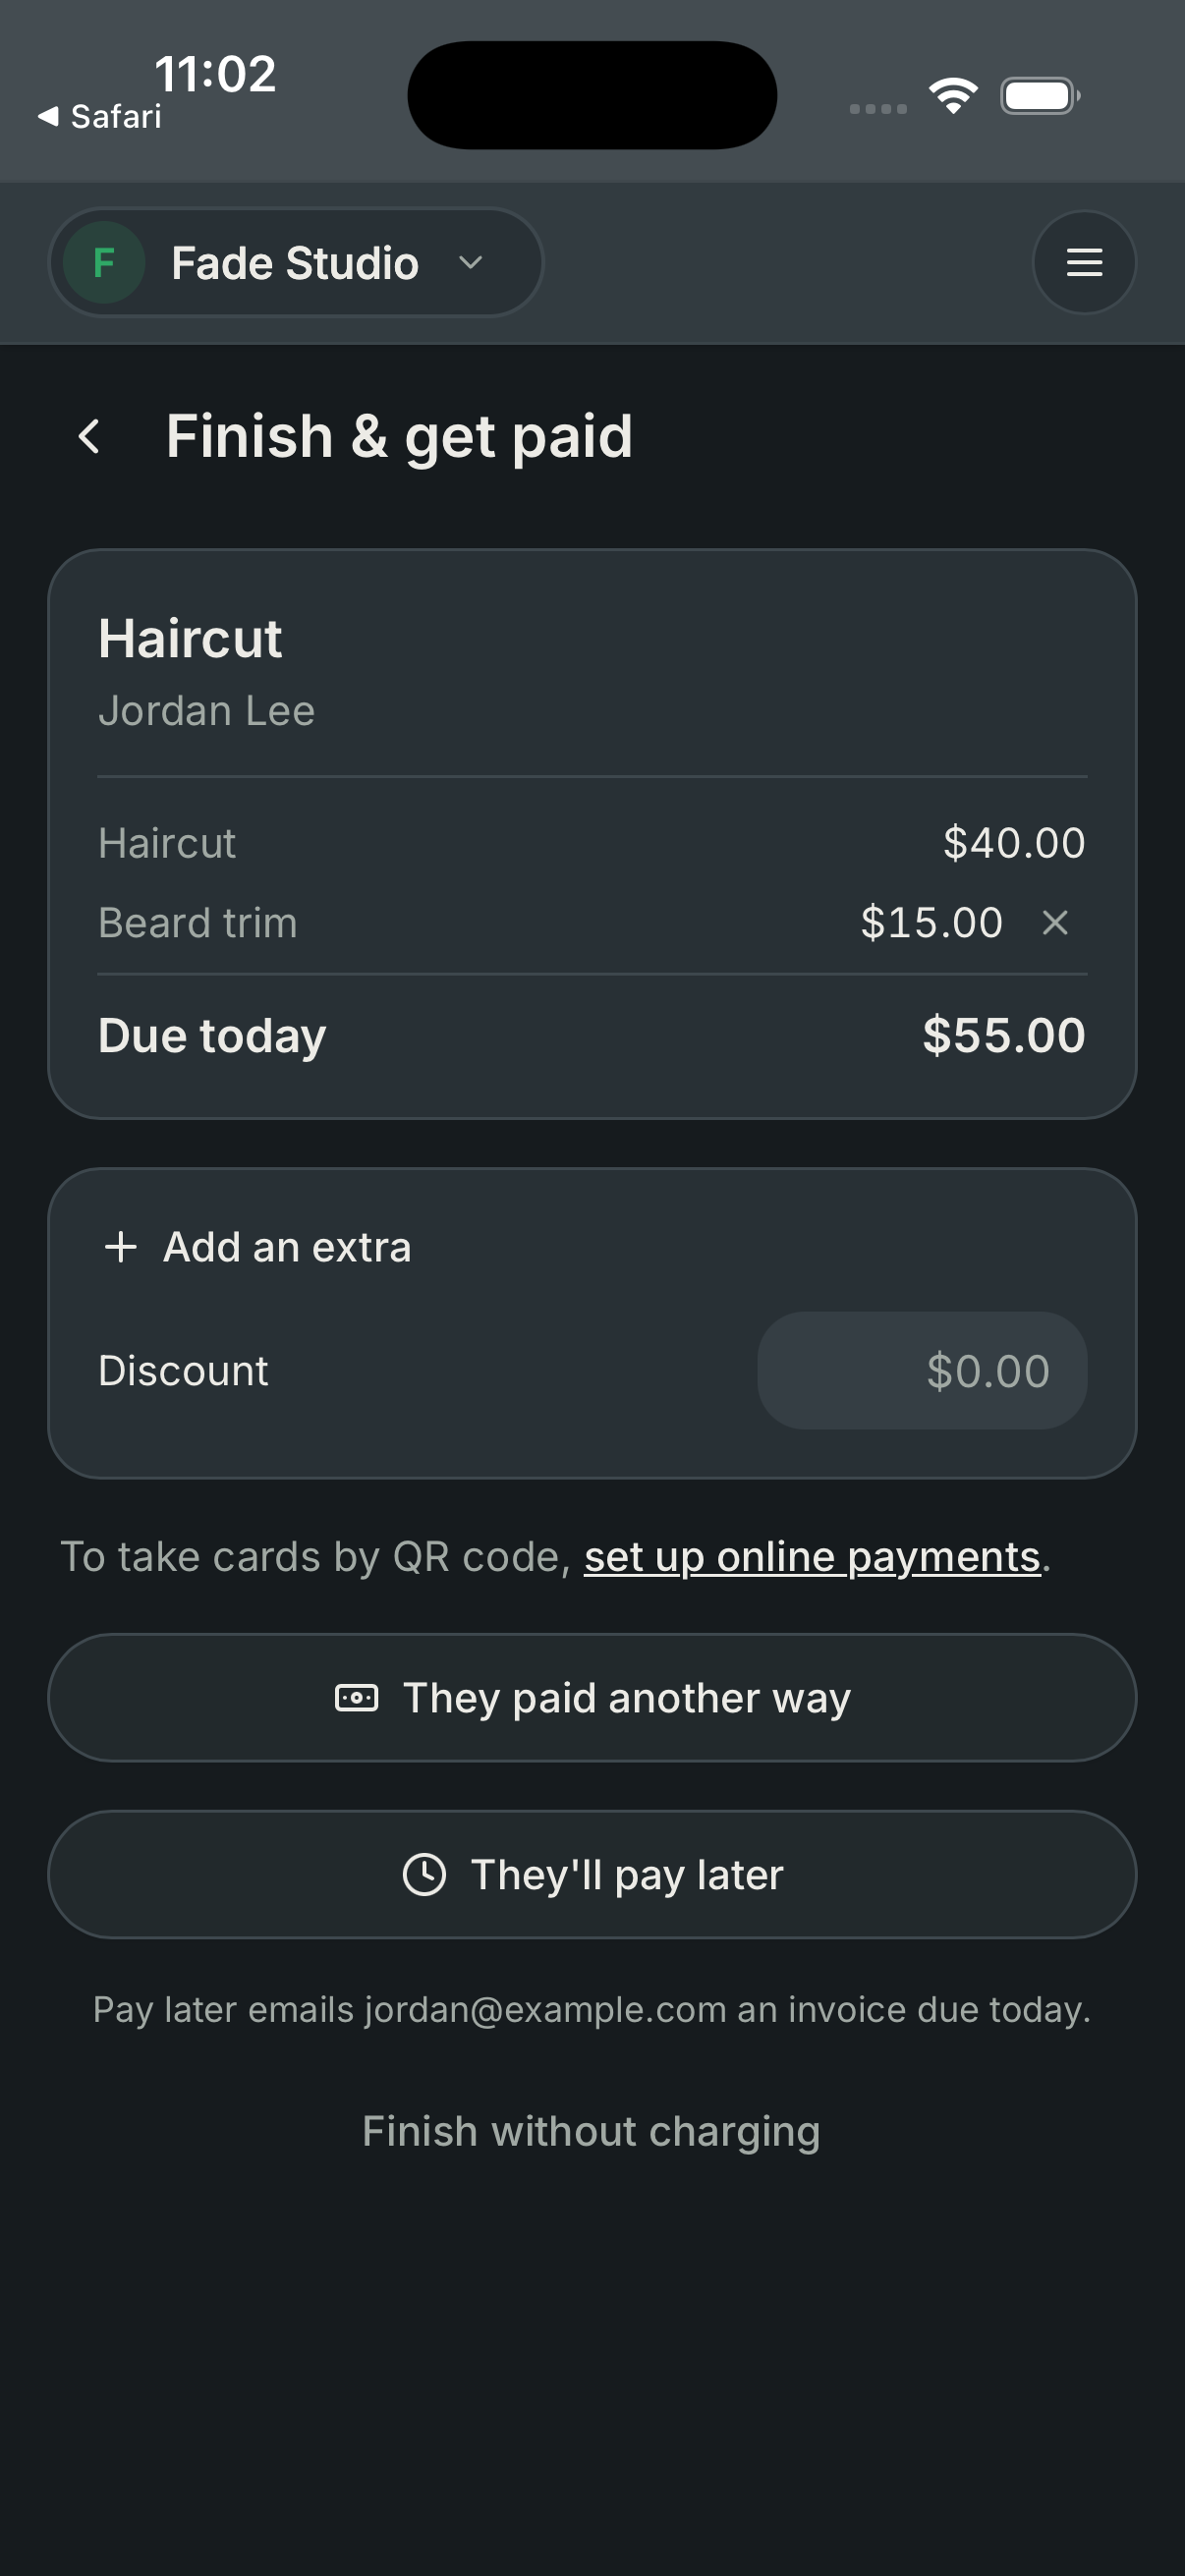 11:02
Safari
F Fade Studio
Finish & get paid
Haircut
Jordan Lee
Haircut $40.00
Beard trim $15.00
Due today $55.00
Add an extra
Discount $0.00
To take cards by QR code, set up online payments.
They paid another way
They'll pay later
Pay later emails jordan@example.com an invoice due today.
Finish without charging